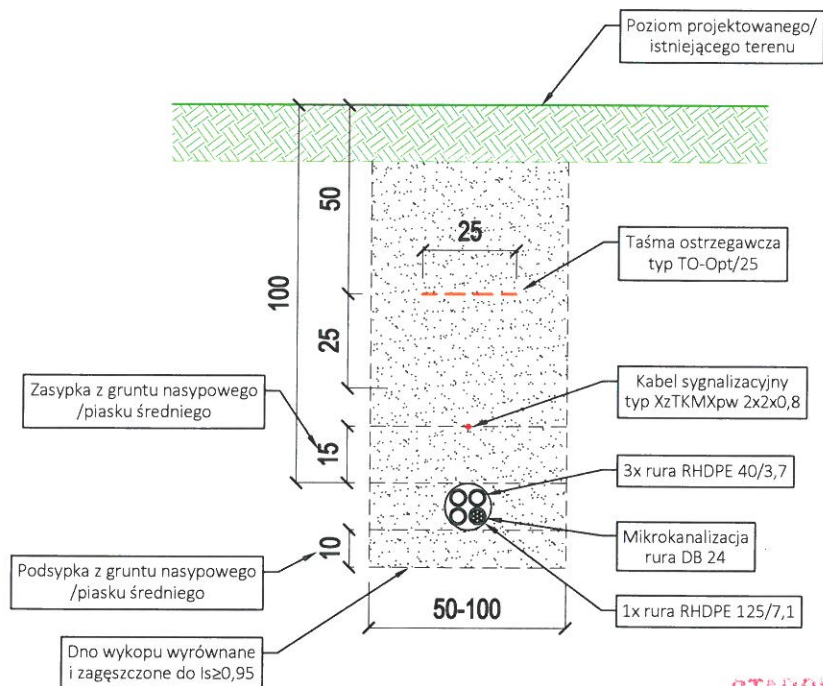 Poziom projektowanego/
istniejącego terenu
50
25
100
Taśma ostrzegawcza
typ TO-Opt/25
25
Zasypka z gruntu nasypowego
/piasku średniego
Kabel sygnalizacyjny
typ XzTKMXpw 2x2x0,8
15
3x rura RHDPE 40/3,7
Mikrokanalizacja
rura DB 24
10
Podsypka z gruntu nasypowego
/piasku średniego
50-100
1x rura RHDPE 125/7,1
Dno wykopu wyrównane
i zagęszczone do Is≥0,95